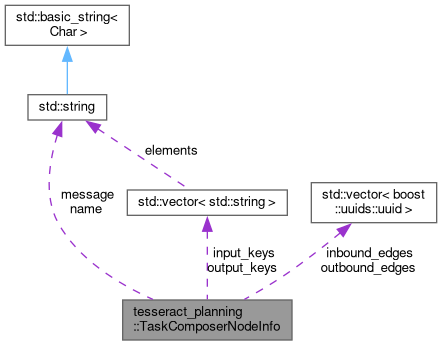 std::basic_string<
Char >
std::string
elements
message
name
std::vector< std::string >
std::vector< boost
::uuids::uuid >
input_keys
output_keys
inbound_edges
outbound_edges
tesseract_planning
::TaskComposerNodeInfo